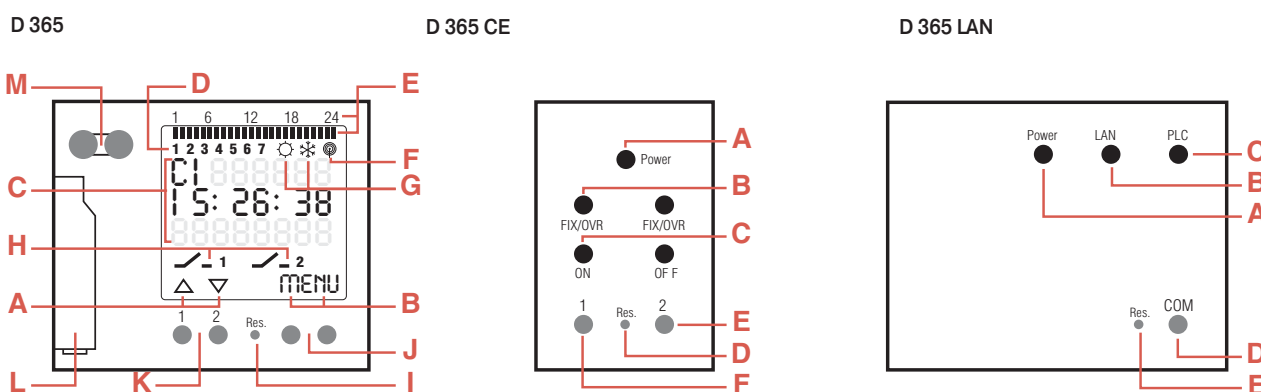 D 365
D 365 CE
D 365 LAN
M
D
E
1 6 12 18 24
1 2 3 4 5 6 7
F
C
CI
G
15:26:38
H
1
2
A
MENU
B
1 2 Res.
J
L
K
I
A
Power
B
FIX/OVR FIX/OVR
C
ON OF F
1 Res. 2
E
D
F
Power LAN PLC
C
B
A
Res. COM
D
E